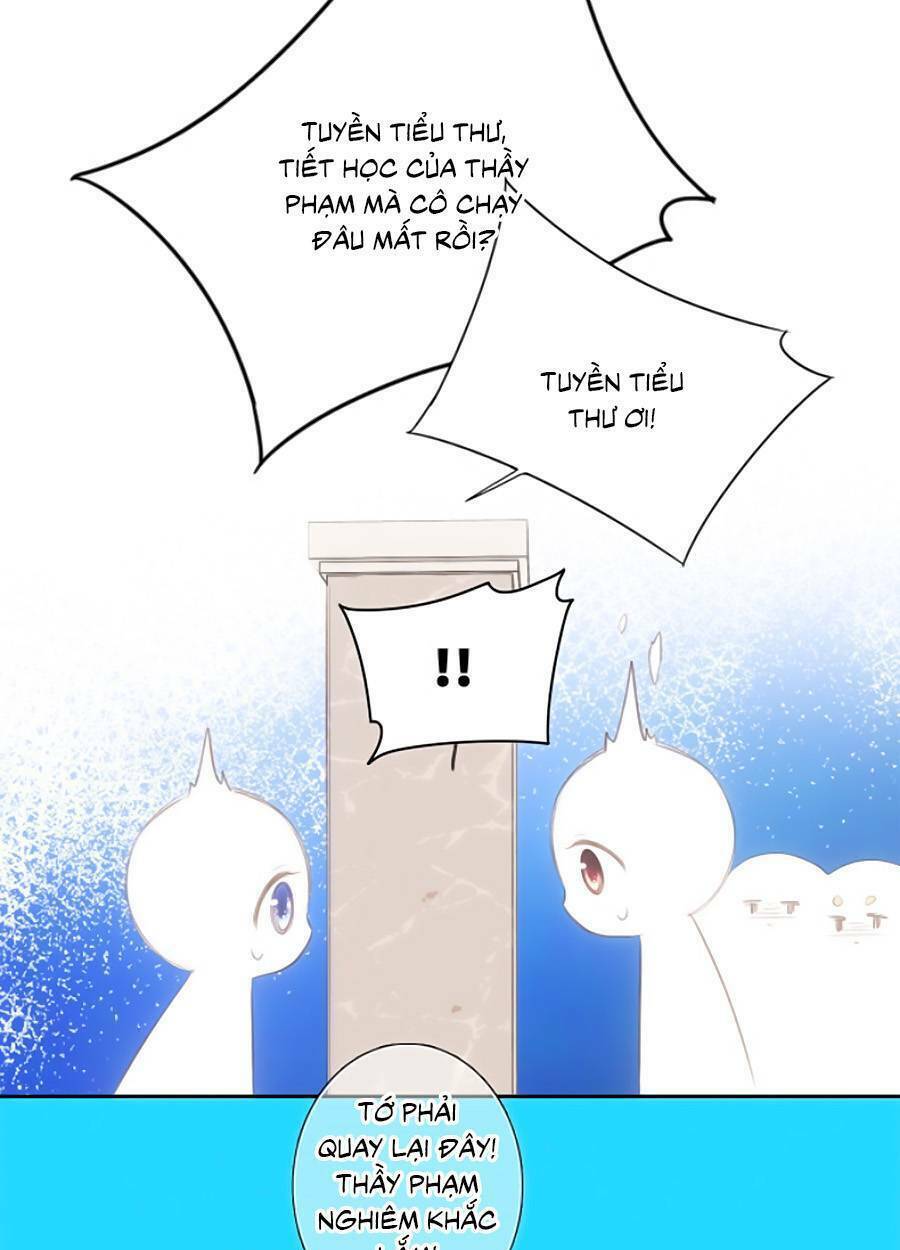 TUYỀN TIỂU THƯ,
TIẾT HỌC CỦA THẦY
PHẠM MÀ CÔ CHẠY
ĐÂU MẤT RỒI?
TUYỀN TIỂU
THƯ ƠI!
!!
TỚ PHẢI
QUAY LẠI ĐÂY!
THẦY PHẠM
NGHIÊM KHẮC